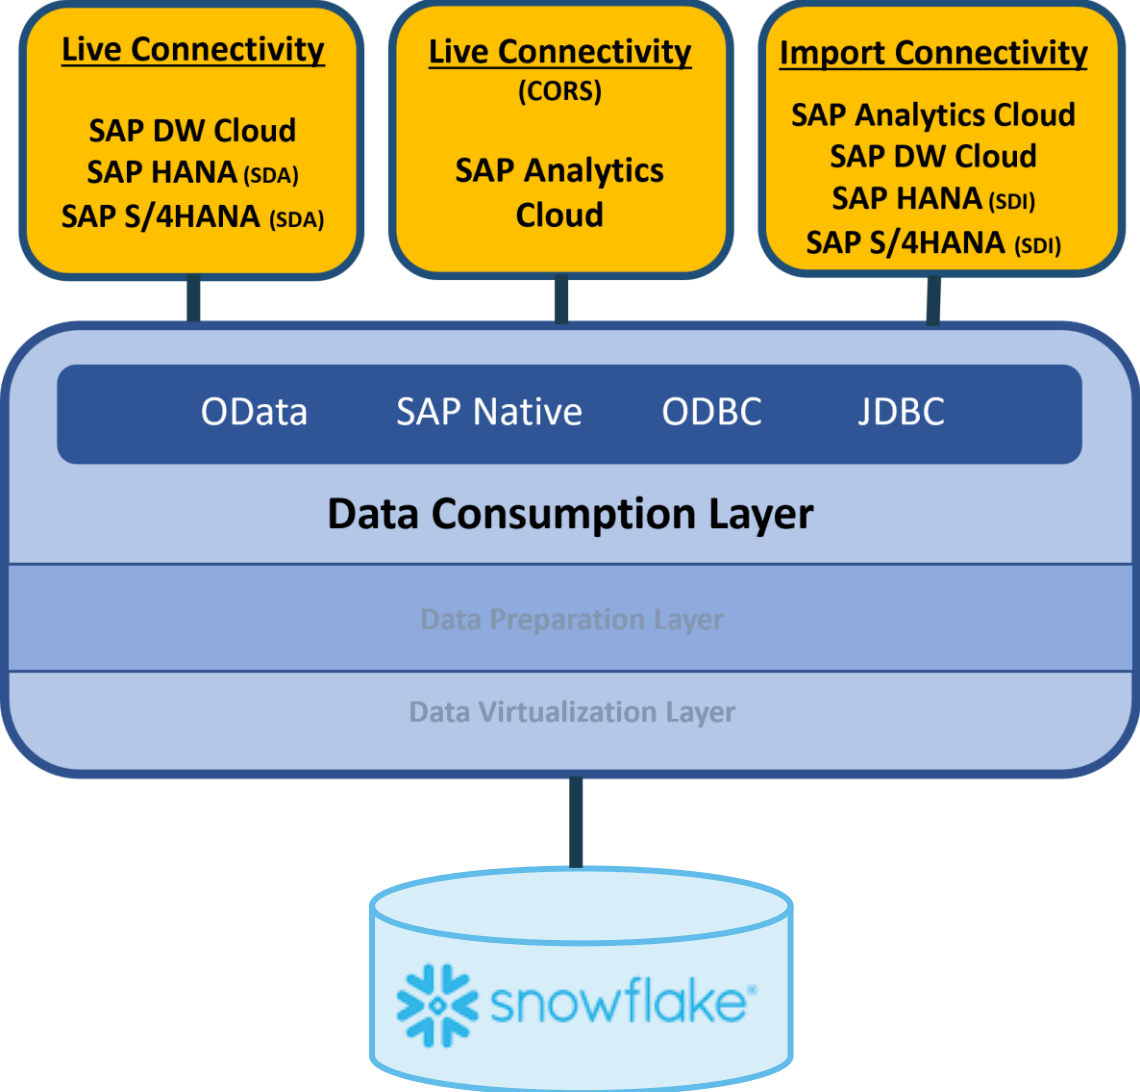 Live Connectivity
SAP DW Cloud
SAP HANA (SDA)
SAP S/4HANA (SDA)
Live Connectivity
(CORS)
SAP Analytics
Cloud
Import Connectivity
SAP Analytics Cloud
SAP DW Cloud
SAP HANA (SDI)
SAP S/4HANA (SDI)
OData SAP Native ODBC JDBC
Data Consumption Layer
Data Preparation Layer
Data Virtualization Layer
snowflake®